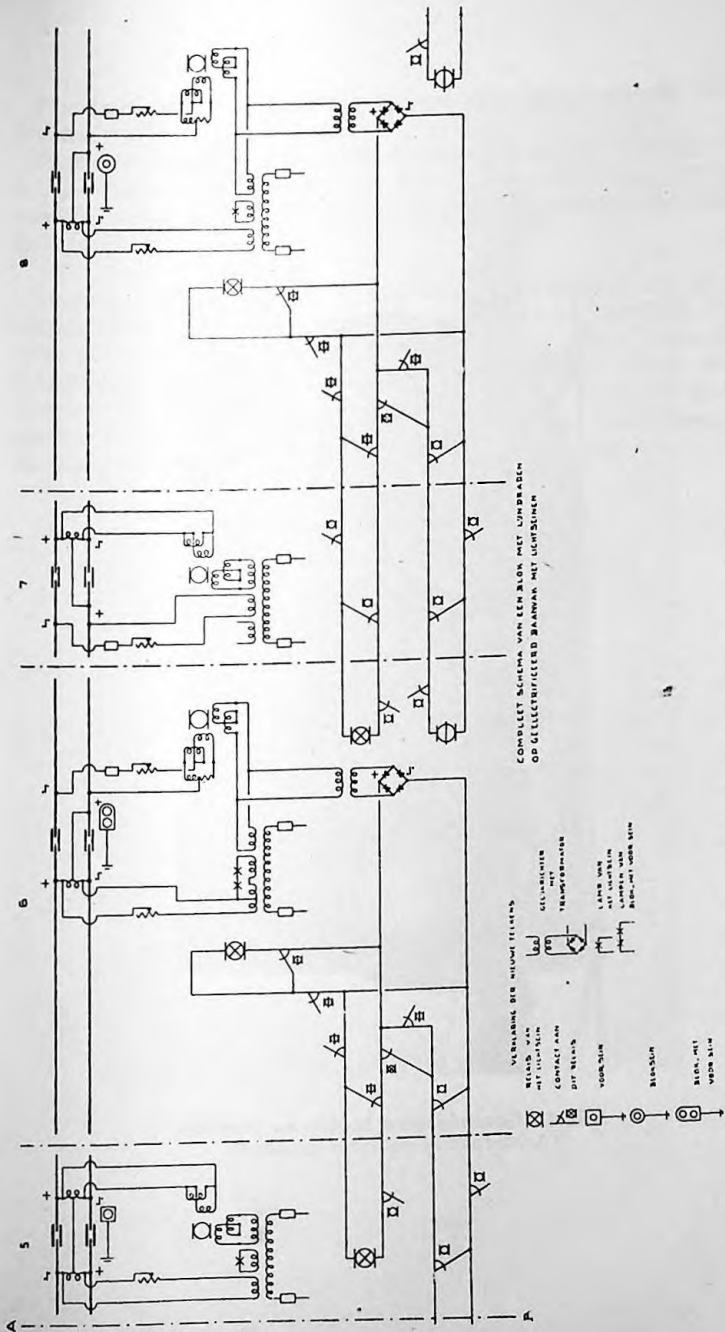 A
5
6
7
8
A
COMPLEET SCHEMA VAN EEN BLOK MET LIJNDRADEN
OP GEELECTRIFICEERD BAANVAK MET LICHTSEINEN
VERKLARING DER NIEUWE TEKENS
RELAIS VAN
HET LICHTSEIN
CONTACT AAN
DIT RELAIS
VOORSEIN
BLOKSEIN
BLOK, MET
VOORSEIN
GELIJKRICHTER
MET
TRANSFORMATOR
LAMP VAN
HET LICHTSEIN
LAMPEN VAN
BLOK, MET VOORSEIN